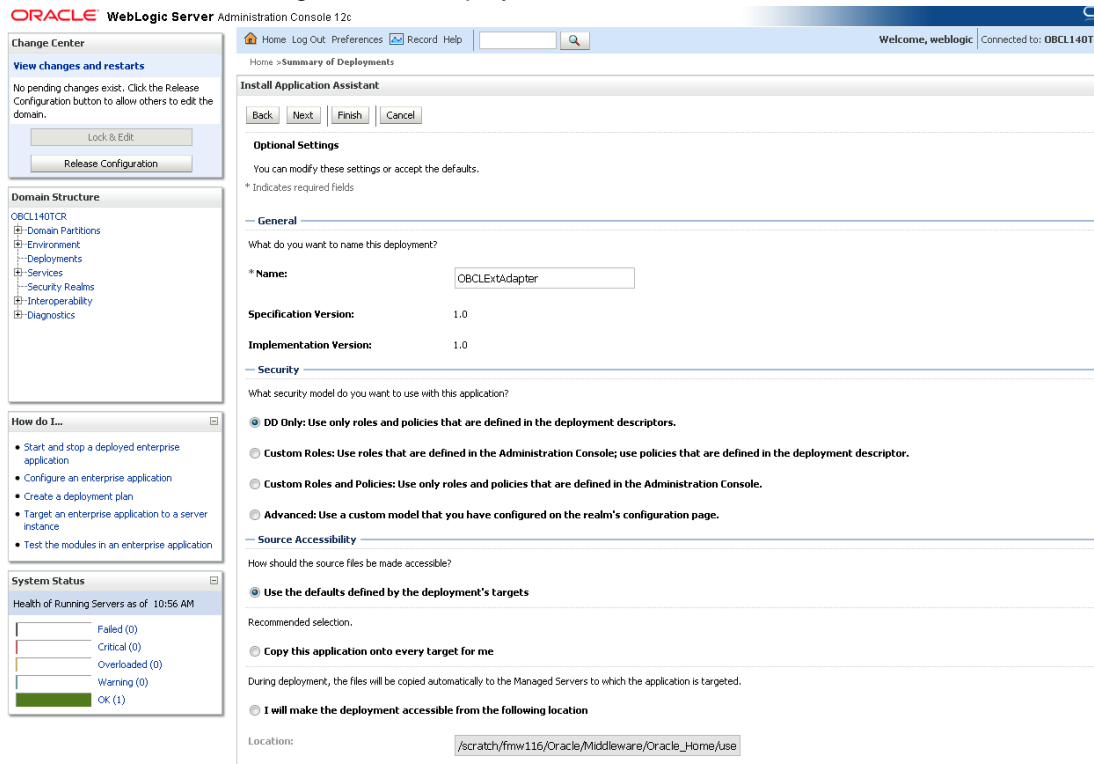 ORACLE WebLogic Server Administration Console 12c
Change Center
View changes and restarts
No pending changes exist. Click the Release
Configuration button to allow others to edit the
domain.
Lock & Edit
Release Configuration
Domain Structure
OBCL140TCR
Domain Partitions
Environment
Deployments
Services
Security Realms
Interoperability
Diagnostics
How do I...
Start and stop a deployed enterprise
application
Configure an enterprise application
Create a deployment plan
Target an enterprise application to a server
instance
Test the modules in an enterprise application
System Status
Health of Running Servers as of 10:56 AM
Failed (0)
Critical (0)
Overloaded (0)
Warning (0)
OK (1)
Home Log Out Preferences Record Help
Welcome, weblogic Connected to: OBCL140T
Home >Summary of Deployments
Install Application Assistant
Back Next Finish Cancel
Optional Settings
You can modify these settings or accept the defaults.
* Indicates required fields
General
What do you want to name this deployment?
* Name: OBCLExtAdapter
Specification Version: 1.0
Implementation Version: 1.0
Security
What security model do you want to use with this application?
DD Only: Use only roles and policies that are defined in the deployment descriptors.
Custom Roles: Use roles that are defined in the Administration Console; use policies that are defined in the deployment descriptor.
Custom Roles and Policies: Use only roles and policies that are defined in the Administration Console.
Advanced: Use a custom model that you have configured on the realm's configuration page.
Source Accessibility
How should the source files be made accessible?
Use the defaults defined by the deployment's targets
Recommended selection.
Copy this application onto every target for me
During deployment, the files will be copied automatically to the Managed Servers to which the application is targeted.
I will make the deployment accessible from the following location
Location: /scratch/fmw116/Oracle/Middleware/Oracle_Home/use